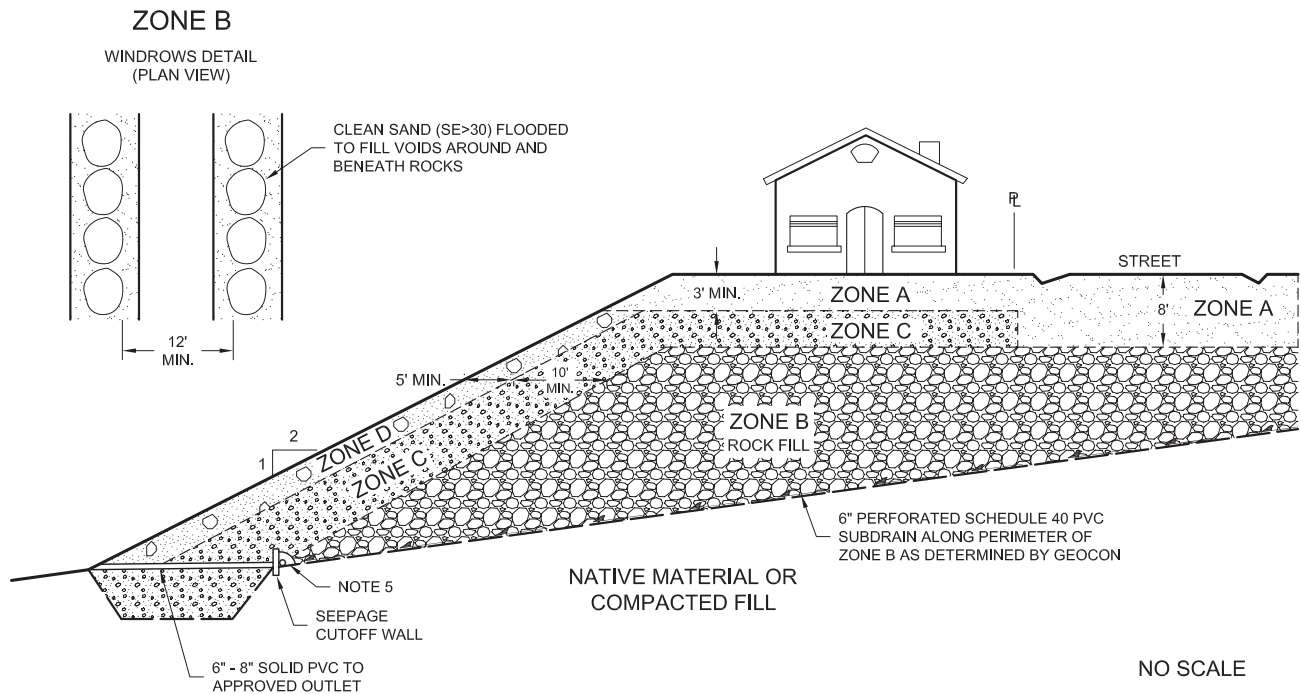 ZONE B
WINDROWS DETAIL
(PLAN VIEW)
CLEAN SAND (SE>30) FLOODED
TO FILL VOIDS AROUND AND
BENEATH ROCKS
12'
MIN.
PL
STREET
3' MIN.
ZONE A
8'
ZONE A
ZONE C
5' MIN.
10'
MIN.
ZONE B
ROCK FILL
2
1
ZONE D
ZONE C
6" PERFORATED SCHEDULE 40 PVC
SUBDRAIN ALONG PERIMETER OF
ZONE B AS DETERMINED BY GEOCON
NATIVE MATERIAL OR
COMPACTED FILL
NOTE 5
SEEPAGE
CUTOFF WALL
6" - 8" SOLID PVC TO
APPROVED OUTLET
NO SCALE